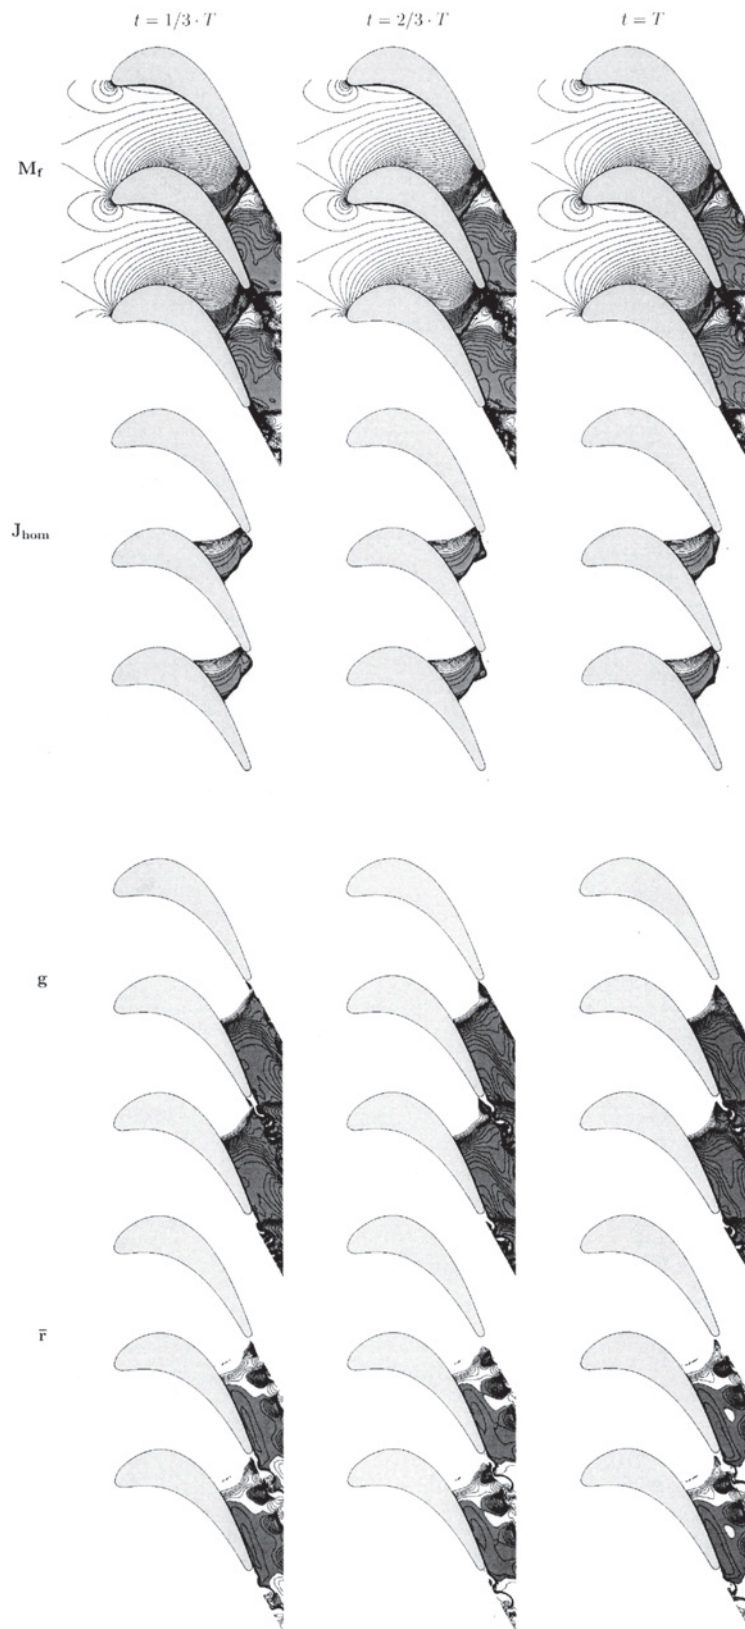 t = 1/3 · T
t = 2/3 · T
t = T
M_f
J_hom
g
r̄